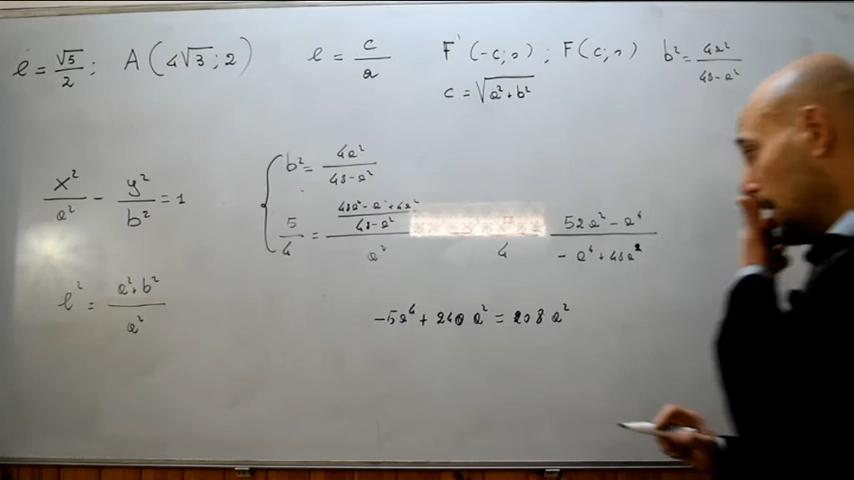 e = √5/2 ; A (4√3 ; 2) e = c/a F'(-c; 0) ; F(c; 0) b² = 4a²/48-a²
c = √a²+b²
x²/a² - y²/b² = 1
{ b² = 4a²/48-a²
5/4 = 48a²-a⁴+4a²/48-a²/a² 4 52a²-a⁴/-a⁴+48a²
e² = a²+b²/a²
-5a⁴ + 240a² = 208a²